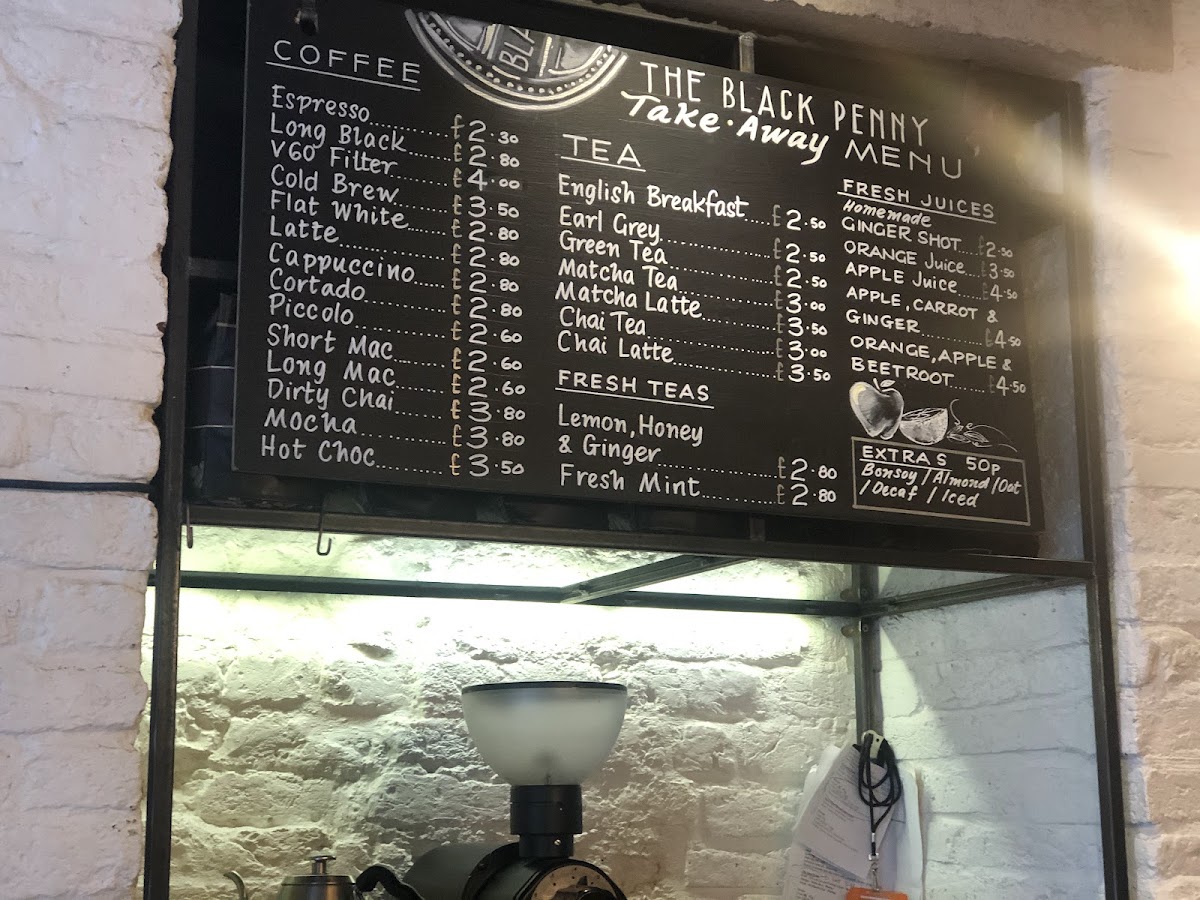 BLA
THE BLACK PENNY
Take·Away MENU
COFFEE
Espresso £2.30
Long Black £2.80
V60 Filter £4.00
Cold Brew £3.50
Flat White £2.80
Latte £2.80
Cappuccino £2.80
Cortado £2.80
Piccolo £2.60
Short Mac £2.60
Long Mac £2.60
Dirty Chai £3.80
Mocha £3.80
Hot Choc £3.50
TEA
English Breakfast £2.50
Earl Grey £2.50
Green Tea £2.50
Matcha Tea £3.00
Matcha Latte £3.50
Chai Tea £3.00
Chai Latte £3.50
FRESH TEAS
Lemon, Honey
& Ginger £2.80
Fresh Mint £2.80
FRESH JUICES
Homemade
GINGER SHOT £2.50
ORANGE Juice £3.50
APPLE Juice £4.50
APPLE, CARROT &
GINGER £4.50
ORANGE, APPLE &
BEETROOT £4.50
EXTRAS 50p
Bonsoy / Almond / Oat
/ Decaf / Iced